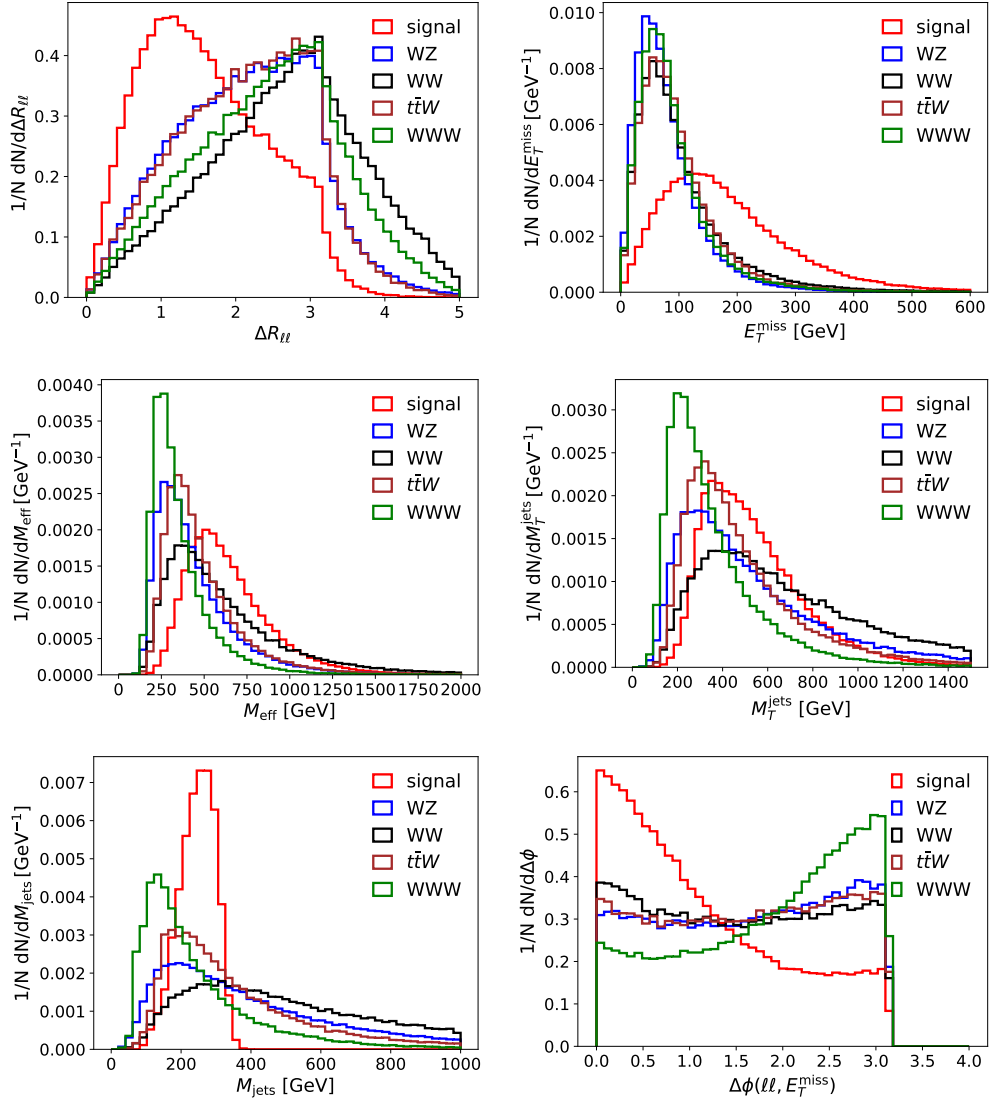 1/N dN/dΔRℓℓ
0.4
0.3
0.2
0.1
0.0
0 1 2 3 4 5
ΔRℓℓ
signal
WZ
WW
tt̄W
WWW
1/N dN/dE_T^miss [GeV⁻¹]
0.010
0.008
0.006
0.004
0.002
0.000
0 100 200 300 400 500 600
E_T^miss [GeV]
signal
WZ
WW
tt̄W
WWW
1/N dN/dM_eff [GeV⁻¹]
0.0040
0.0035
0.0030
0.0025
0.0020
0.0015
0.0010
0.0005
0.0000
0 250 500 750 1000 1250 1500 1750 2000
M_eff [GeV]
signal
WZ
WW
tt̄W
WWW
1/N dN/dM_T^jets [GeV⁻¹]
0.0030
0.0025
0.0020
0.0015
0.0010
0.0005
0.0000
0 200 400 600 800 1000 1200 1400
M_T^jets [GeV]
signal
WZ
WW
tt̄W
WWW
1/N dN/dM_jets [GeV⁻¹]
0.007
0.006
0.005
0.004
0.003
0.002
0.001
0.000
0 200 400 600 800 1000
M_jets [GeV]
signal
WZ
WW
tt̄W
WWW
1/N dN/dΔϕ
0.6
0.5
0.4
0.3
0.2
0.1
0.0
0.0 0.5 1.0 1.5 2.0 2.5 3.0 3.5 4.0
Δϕ(ℓℓ, E_T^miss)
signal
WZ
WW
tt̄W
WWW